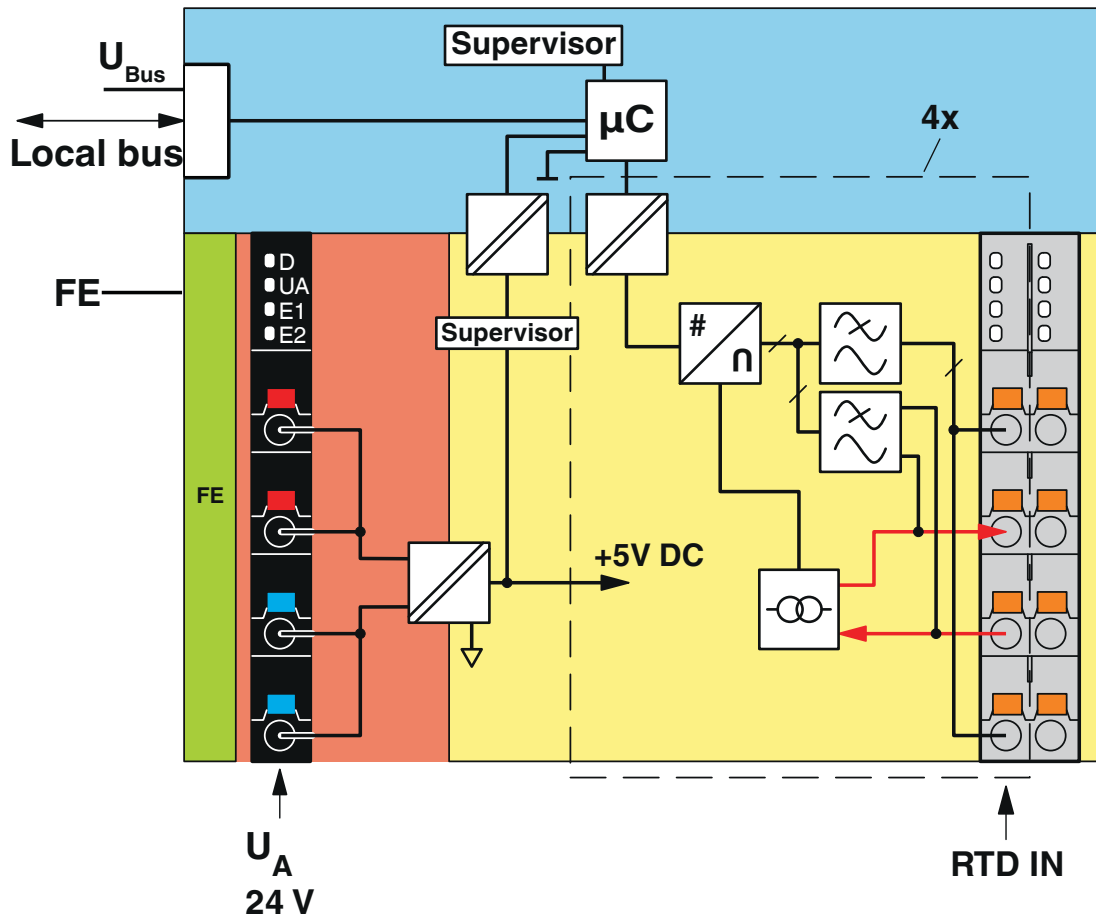 Supervisor
U Bus
µC
4x
Local bus
D
UA
E1
E2
FE
Supervisor
#
∩
FE
+5V DC
U A
24 V
RTD IN